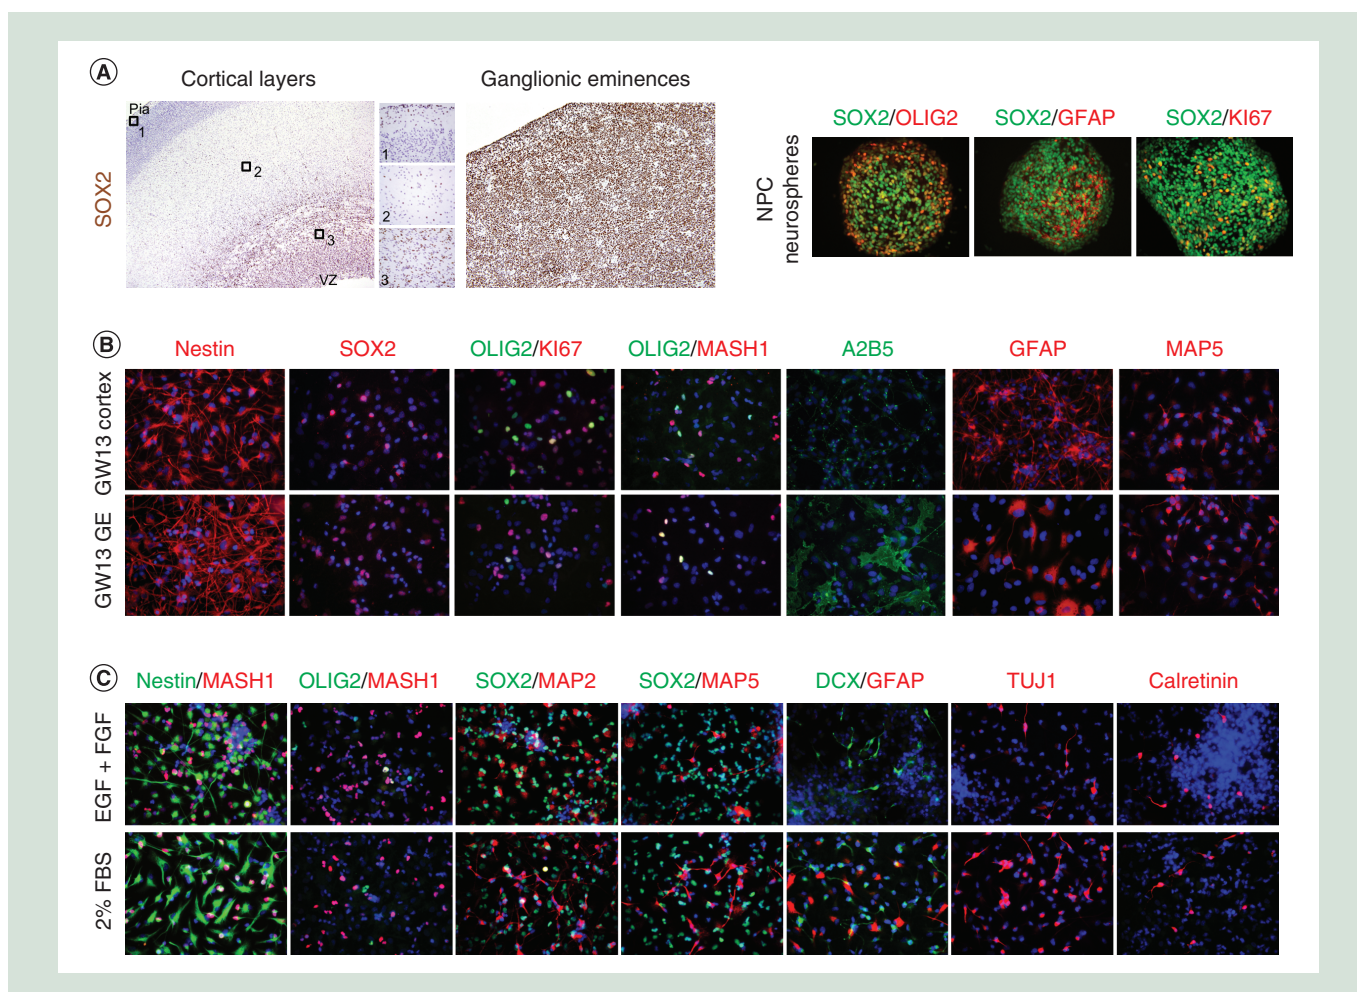 A
Cortical layers
Ganglionic eminences
SOX2
Pia
1
2
3
VZ
1
2
3
SOX2/OLIG2 SOX2/GFAP SOX2/KI67
NPC
neurospheres
B
Nestin SOX2 OLIG2/KI67 OLIG2/MASH1 A2B5 GFAP MAP5
GW13 cortex
GW13 GE
C
Nestin/MASH1 OLIG2/MASH1 SOX2/MAP2 SOX2/MAP5 DCX/GFAP TUJ1 Calretinin
EGF + FGF
2% FBS